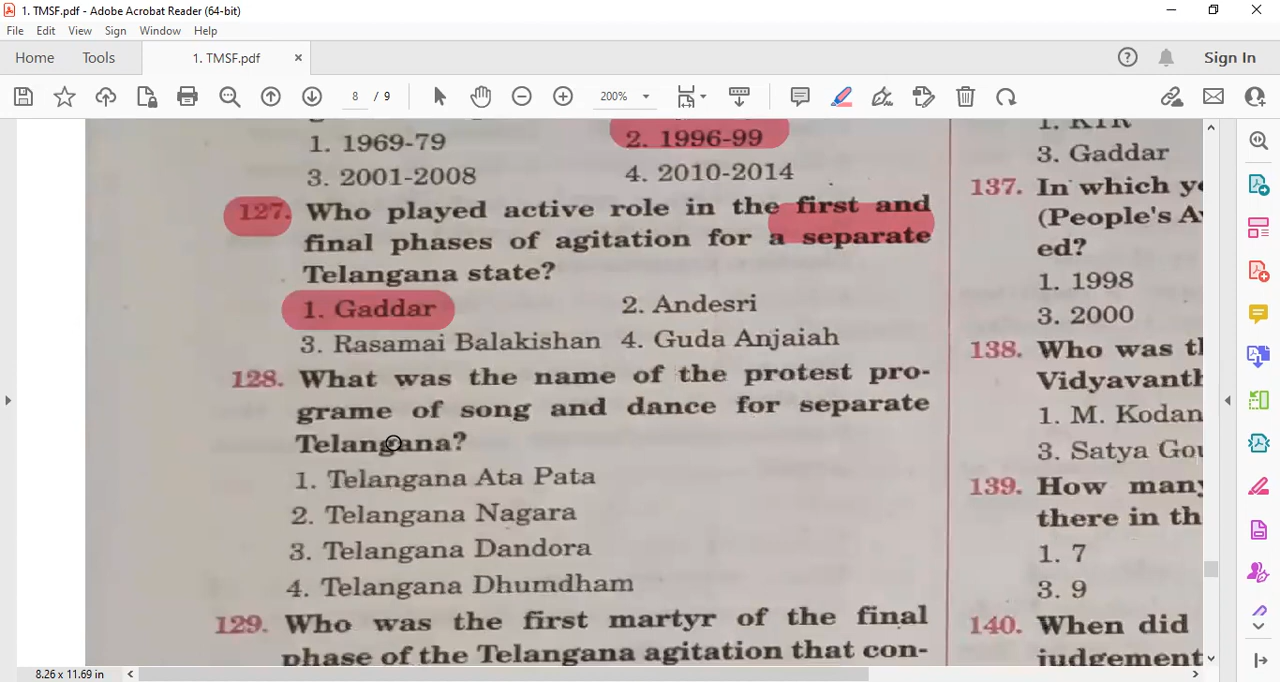 1. TMSF.pdf - Adobe Acrobat Reader (64-bit)
File Edit View Sign Window Help
Home Tools 1. TMSF.pdf × Sign In
8 / 9 200%
1. 1969-79 2. 1996-99
3. 2001-2008 4. 2010-2014
127. Who played active role in the first and
final phases of agitation for a separate
Telangana state?
1. Gaddar 2. Andesri
3. Rasamai Balakishan 4. Guda Anjaiah
128. What was the name of the protest pro-
grame of song and dance for separate
Telangana?
1. Telangana Ata Pata
2. Telangana Nagara
3. Telangana Dandora
4. Telangana Dhumdham
129. Who was the first martyr of the final
phase of the Telangana agitation that con-
1. KTR
3. Gaddar
137. In which y
(People's A
ed?
1. 1998
3. 2000
138. Who was t
Vidyavant
1. M. Kodan
3. Satya Go
139. How many
there in th
1. 7
3. 9
140. When did
judgement
8.26 x 11.69 in